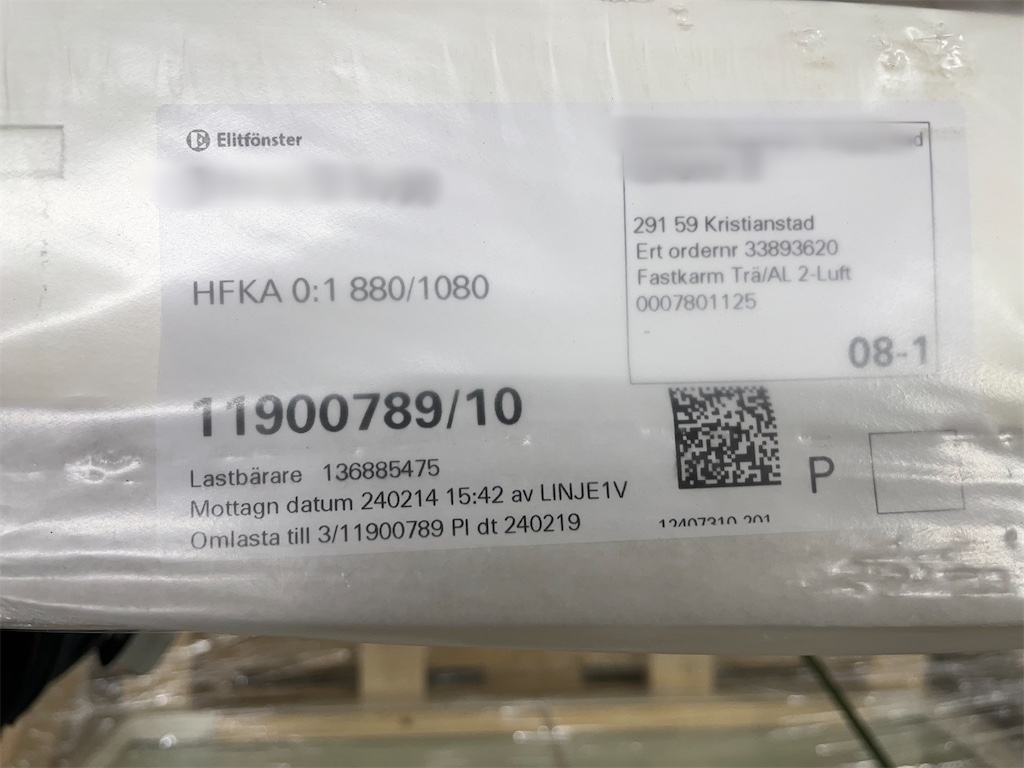 Elitfönster
HFKA 0:1 880/1080
11900789/10
Lastbärare 136885475
Mottagn datum 240214 15:42 av LINJE1V
Omlasta till 3/11900789 Pl dt 240219
291 59 Kristianstad
Ert ordernr 33893620
Fastkarm Trä/AL 2-Luft
0007801125
-
08-1
P
12407310 201